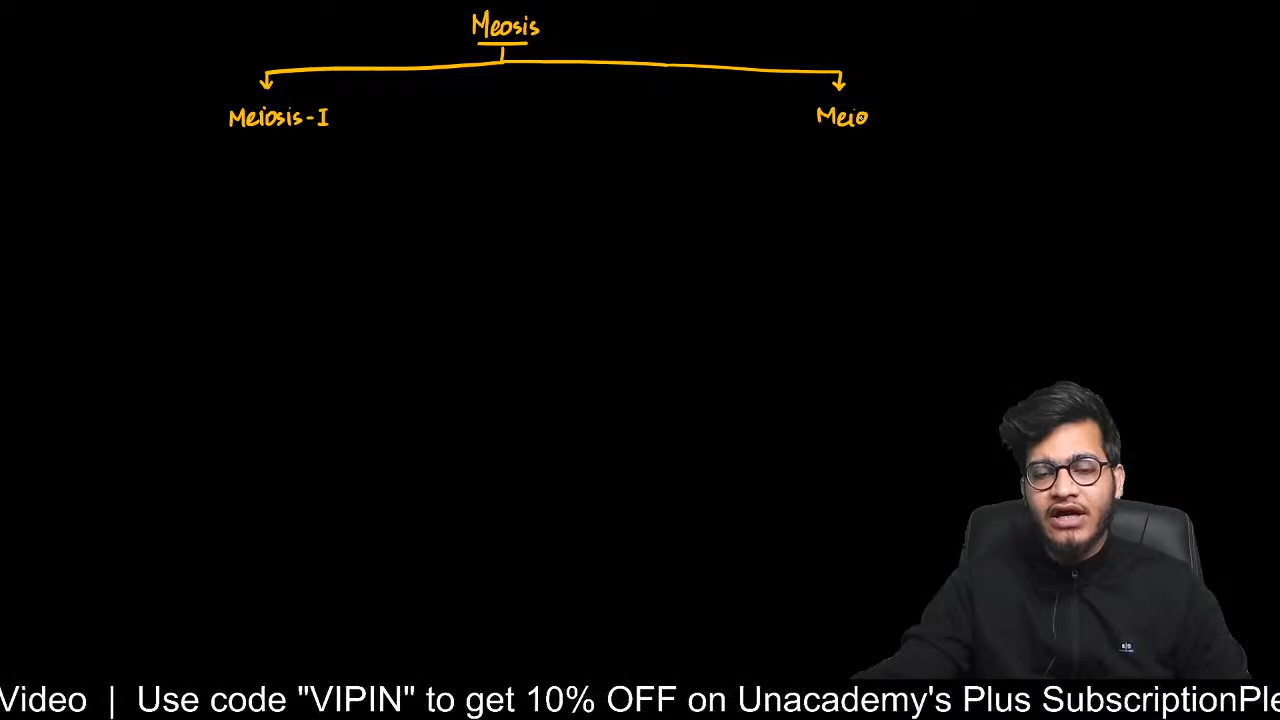 Meosis
Meiosis-I
Meio
Video | Use code "VIPIN" to get 10% OFF on Unacademy's Plus SubscriptionPle